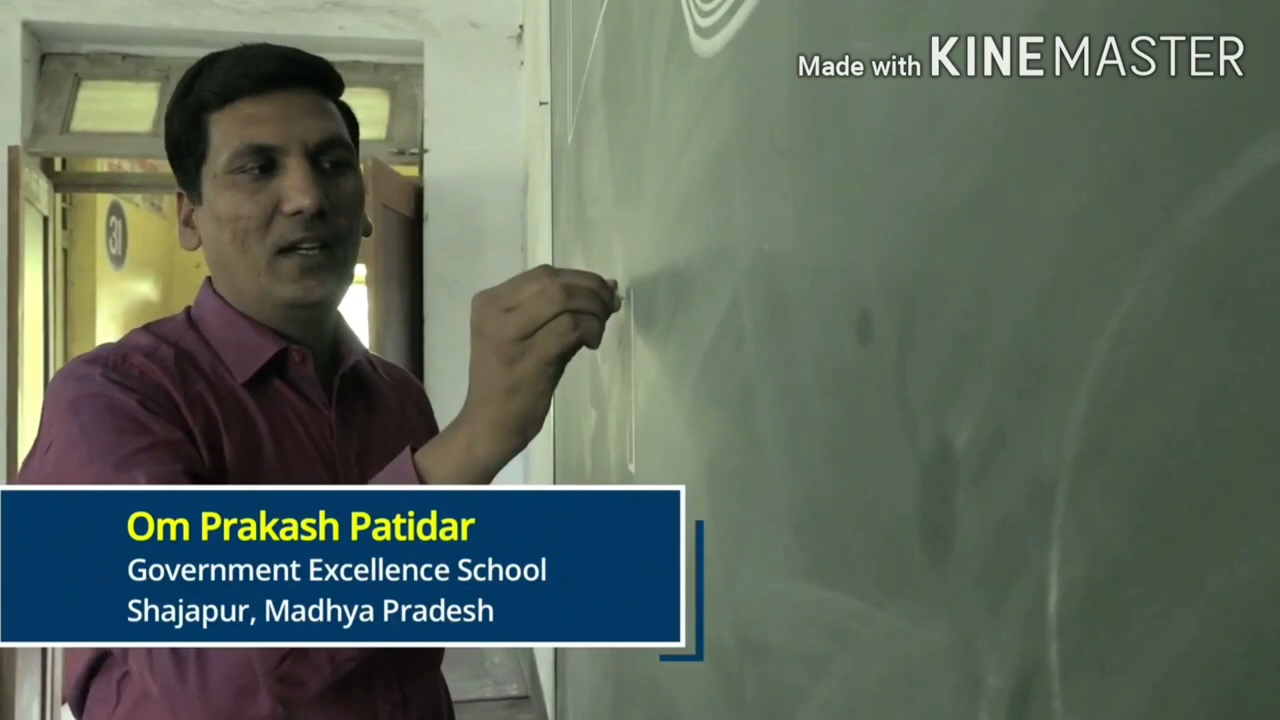 Made with KINEMASTER
31
Om Prakash Patidar
Government Excellence School
Shajapur, Madhya Pradesh